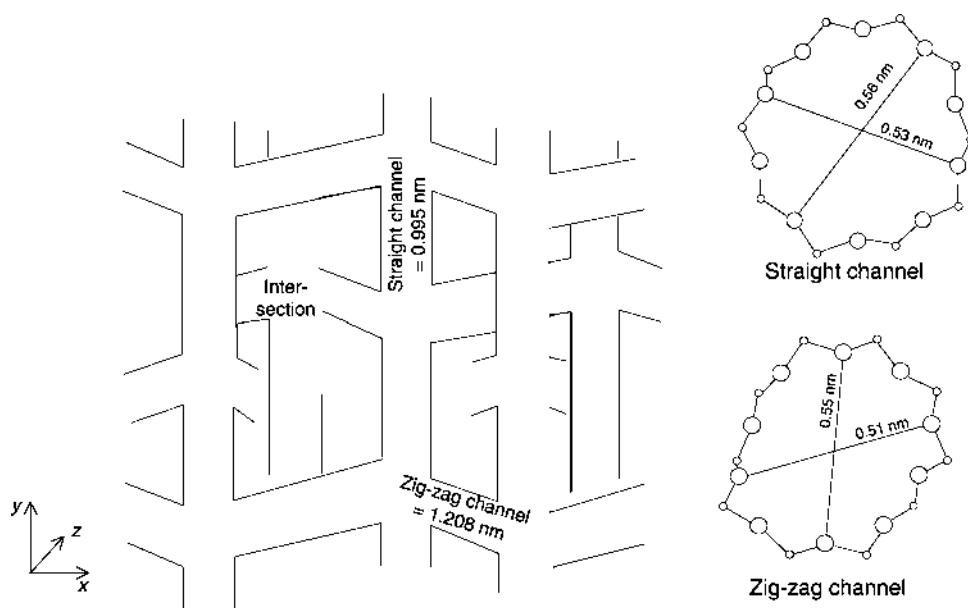 Straight channel
= 0.995 nm
Inter-
section
Zig-zag channel
= 1.208 nm
y
z
x
0.56 nm
0.53 nm
Straight channel
0.55 nm
0.51 nm
Zig-zag channel